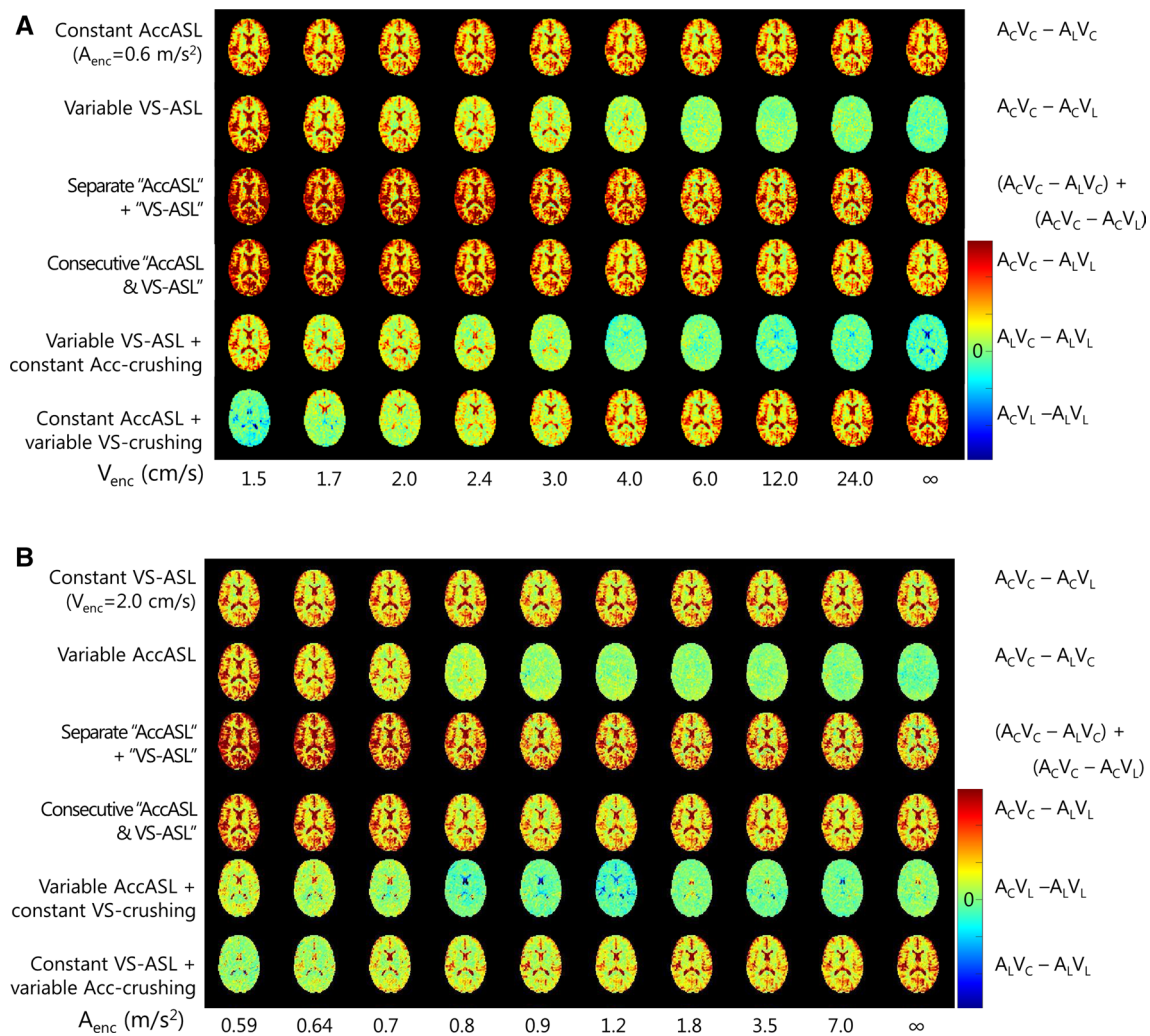 A
Constant AccASL
(Aenc=0.6 m/s2)
ACVC – ALVC
Variable VS-ASL
ACVC – ACVL
Separate "AccASL"
+ "VS-ASL"
(ACVC – ALVC) +
(ACVC – ACVL)
Consecutive "AccASL
& VS-ASL"
ACVC – ALVL
Variable VS-ASL +
constant Acc-crushing
0
ALVC – ALVL
Constant AccASL +
variable VS-crushing
ACVL –ALVL
Venc (cm/s) 1.5 1.7 2.0 2.4 3.0 4.0 6.0 12.0 24.0 ∞
B
Constant VS-ASL
(Venc=2.0 cm/s)
ACVC – ACVL
Variable AccASL
ACVC – ALVC
Separate "AccASL"
+ "VS-ASL"
(ACVC – ALVC) +
(ACVC – ACVL)
Consecutive "AccASL
& VS-ASL"
ACVC – ALVL
Variable AccASL +
constant VS-crushing
0
ACVL –ALVL
Constant VS-ASL +
variable Acc-crushing
ALVC – ALVL
Aenc (m/s2) 0.59 0.64 0.7 0.8 0.9 1.2 1.8 3.5 7.0 ∞